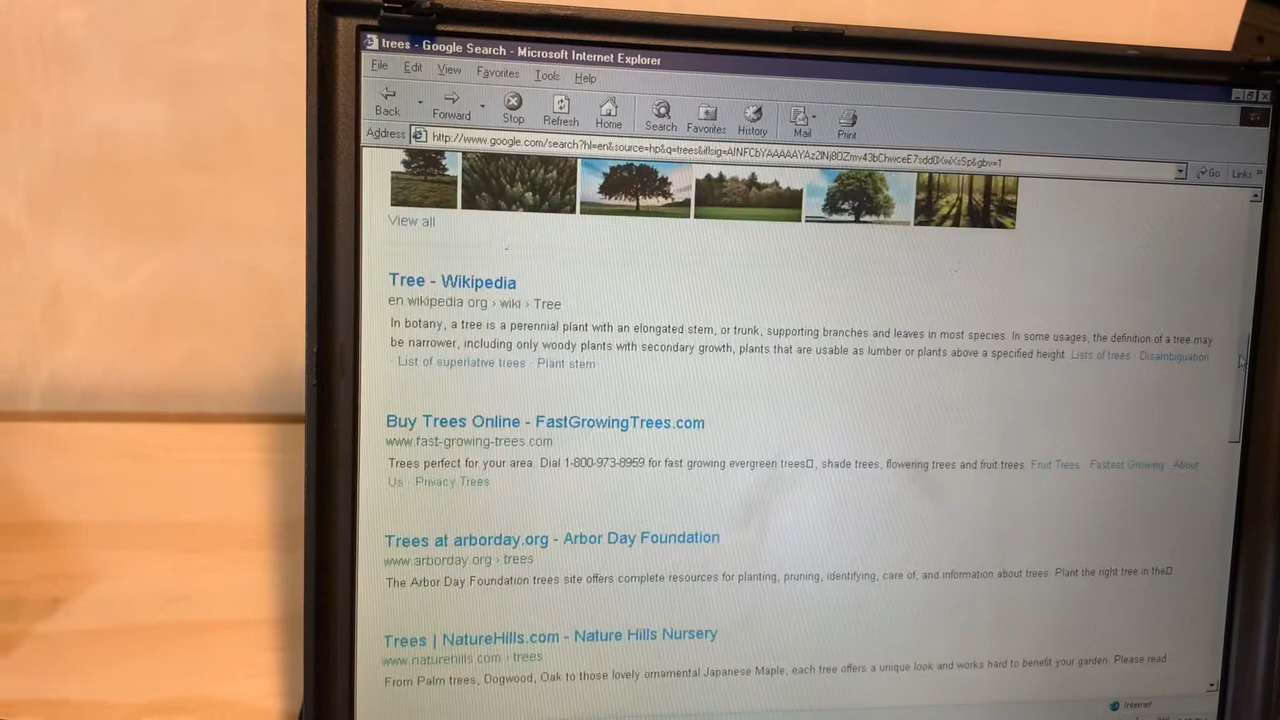 trees - Google Search - Microsoft Internet Explorer
File Edit View Favorites Tools Help
Back Forward Stop Refresh Home Search Favorites History Mail Print
Address http://www.google.com/search?hl=en&source=hp&q=trees& Go Links »
View all
Tree - Wikipedia
en wikipedia org › wiki › Tree
In botany, a tree is a perennial plant with an elongated stem, or trunk, supporting branches and leaves in most species. In some usages, the definition of a tree may
be narrower, including only woody plants with secondary growth, plants that are usable as lumber or plants above a specified height. Lists of trees · Disambiguation
· List of superlative trees · Plant stem
Buy Trees Online - FastGrowingTrees.com
www.fast-growing-trees.com
Trees perfect for your area. Dial 1-800-973-8959 for fast growing evergreen trees▯, shade trees, flowering trees and fruit trees. Fruit Trees · Fastest Growing · About
Us · Privacy Trees
Trees at arborday.org - Arbor Day Foundation
www arborday org › trees
The Arbor Day Foundation trees site offers complete resources for planting, pruning, identifying, care of, and information about trees. Plant the right tree in the▯
Trees | NatureHills.com - Nature Hills Nursery
www.naturehills.com › trees
From Palm trees, Dogwood, Oak to those lovely ornamental Japanese Maple, each tree offers a unique look and works hard to benefit your garden. Please read
Internet